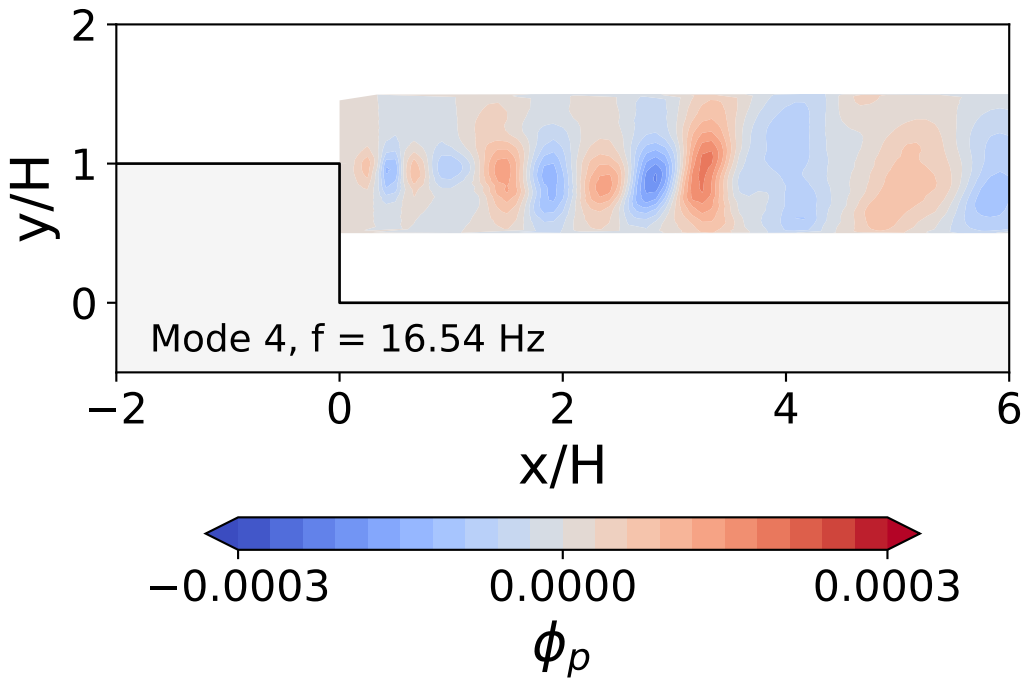 2
1
0
y/H
Mode 4, f = 16.54 Hz
−2 0 2 4 6
x/H
−0.0003 0.0000 0.0003
ϕₚ